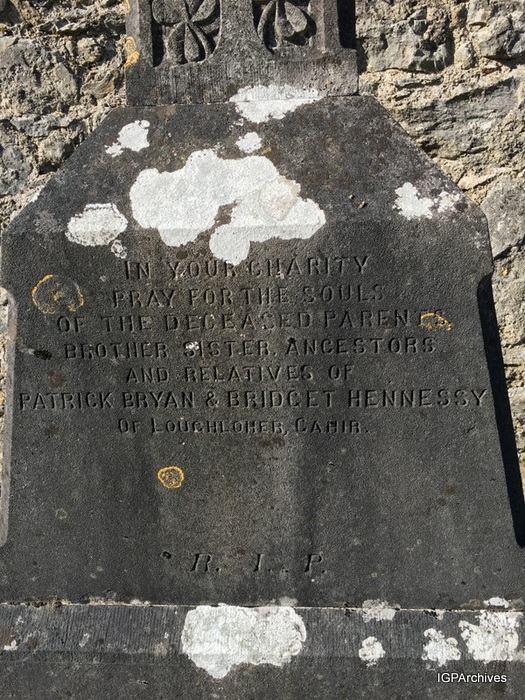 IN YOUR CHARITY
PRAY FOR THE SOULS
OF THE DECEASED PARENTS
BROTHER SISTER, ANCESTORS
AND RELATIVES OF
PATRICK BRYAN & BRIDGET HENNESSY
OF LOUGHLOHER, CAHIR.
R. I. P.
IGPArchives